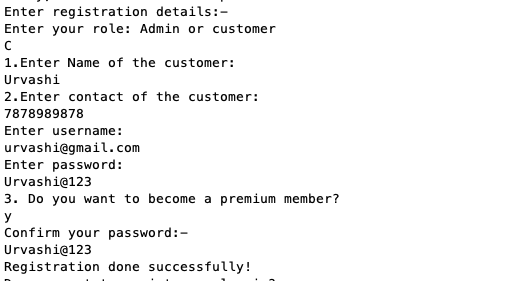 Enter registration details:-
Enter your role: Admin or customer
C
1.Enter Name of the customer:
Urvashi
2.Enter contact of the customer:
7878989878
Enter username:
urvashi@gmail.com
Enter password:
Urvashi@123
3. Do you want to become a premium member?
y
Confirm your password:-
Urvashi@123
Registration done successfully!